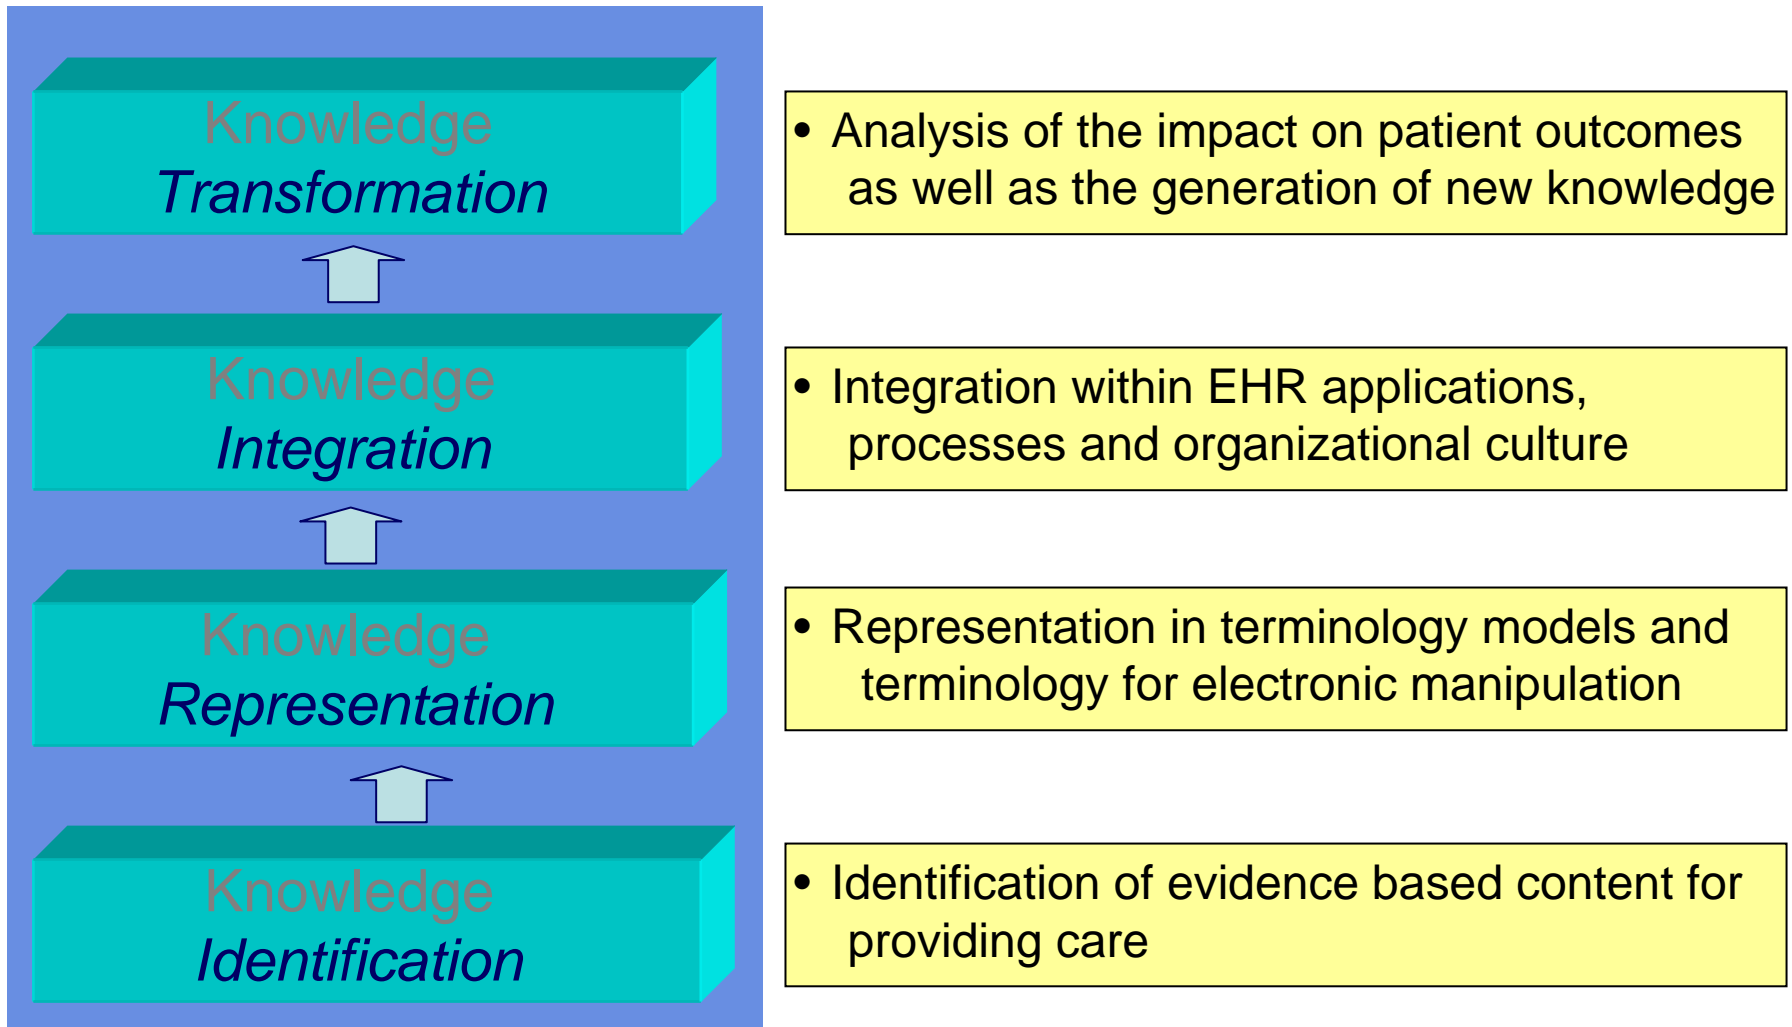 Knowledge
Transformation
• Analysis of the impact on patient outcomes
as well as the generation of new knowledge
Knowledge
Integration
• Integration within EHR applications,
processes and organizational culture
Knowledge
Representation
• Representation in terminology models and
terminology for electronic manipulation
Knowledge
Identification
• Identification of evidence based content for
providing care